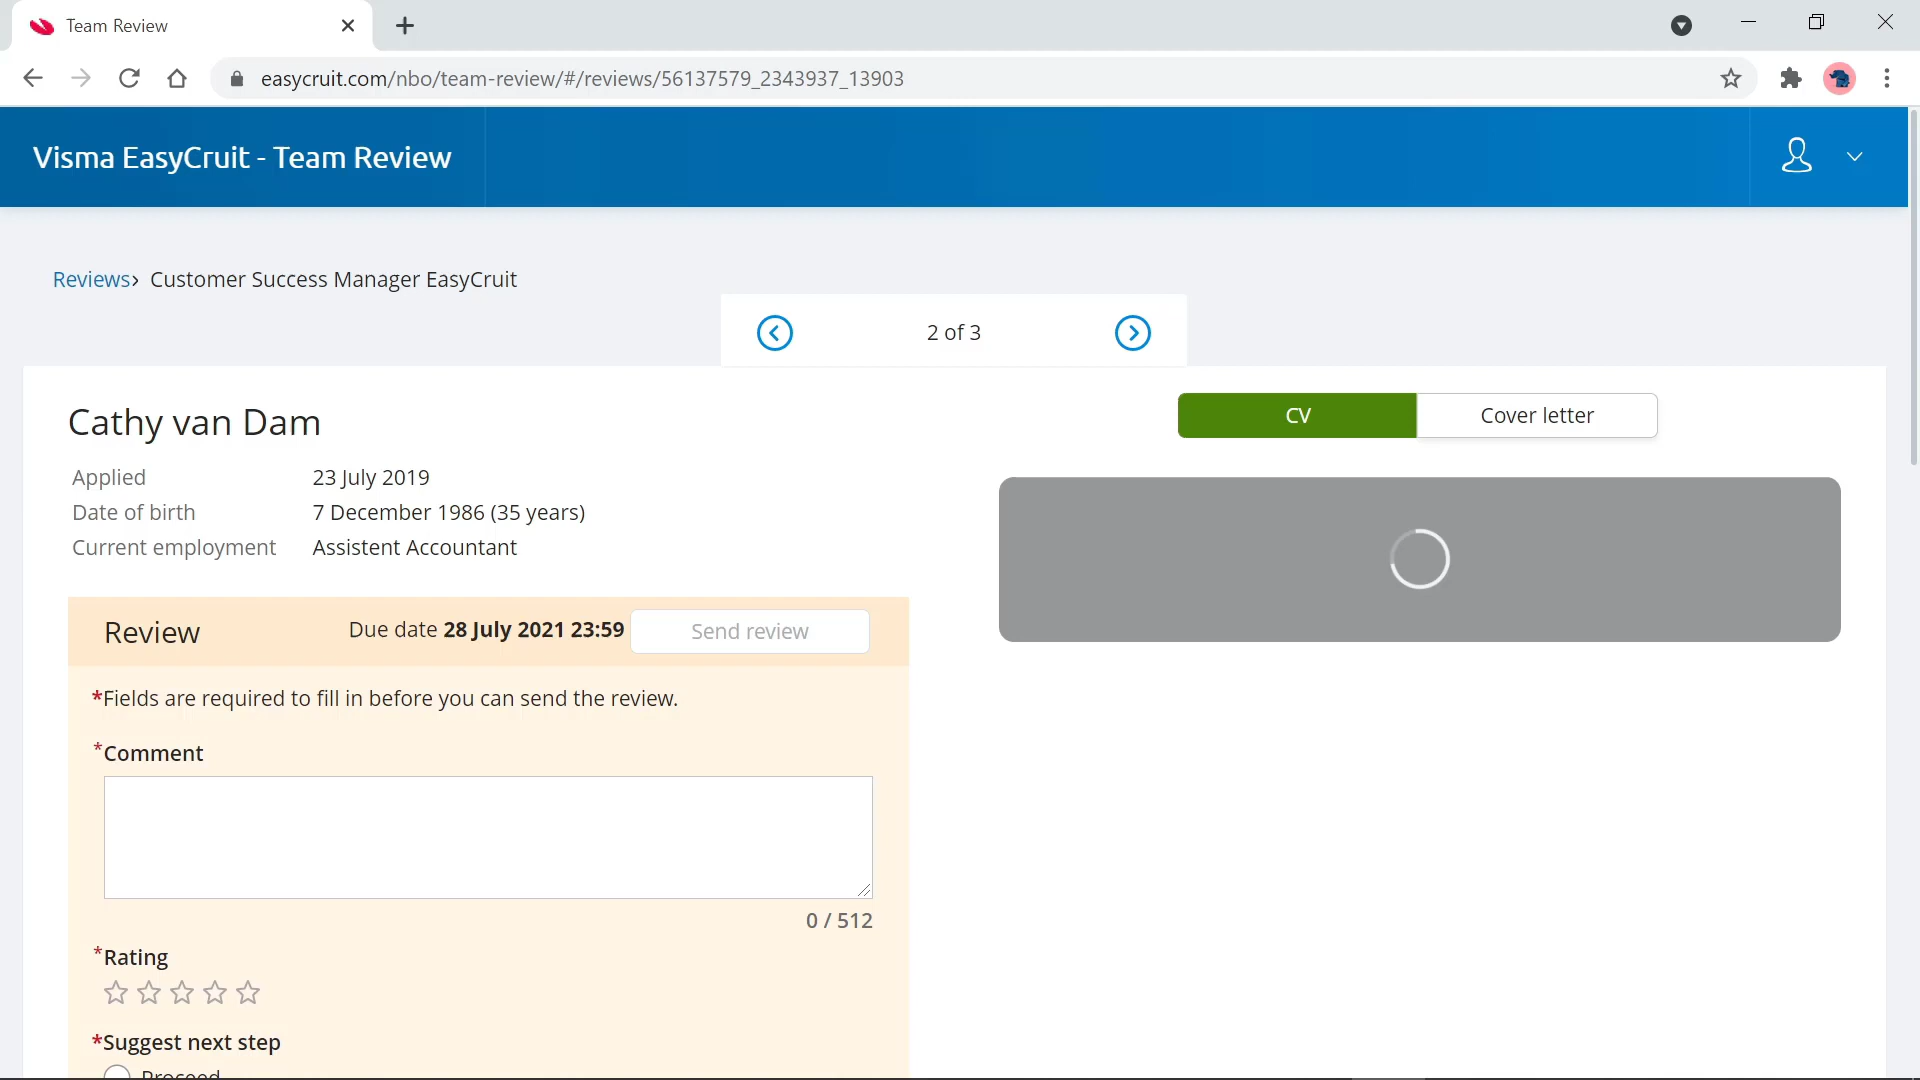 Team Review
easycruit.com/nbo/team-review/#/reviews/56137579_2343937_13903
Visma EasyCruit - Team Review
Reviews› Customer Success Manager EasyCruit
2 of 3
Cathy van Dam
CV
Cover letter
Applied 23 July 2019
Date of birth 7 December 1986 (35 years)
Current employment Assistent Accountant
Review Due date 28 July 2021 23:59 Send review
*Fields are required to fill in before you can send the review.
*Comment
0 / 512
*Rating
*Suggest next step
Proceed